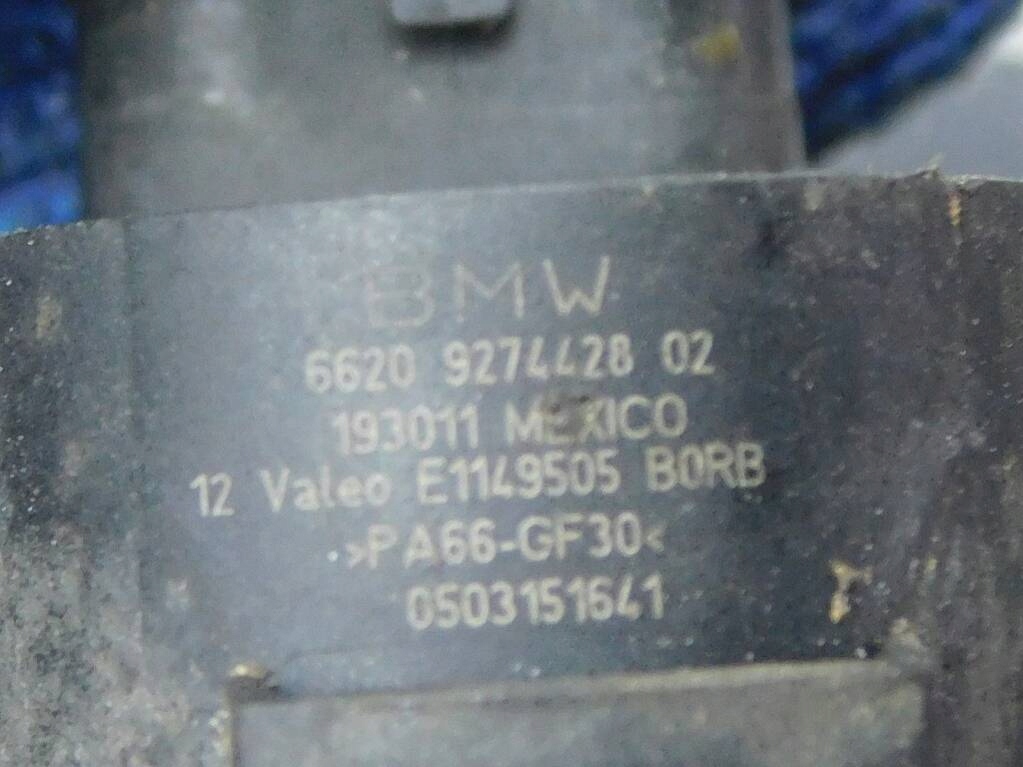 BMW
6620 9274428 02
193011 MEXICO
12 Valeo E1149505 B0RB
>PA66-GF30<
0503151641